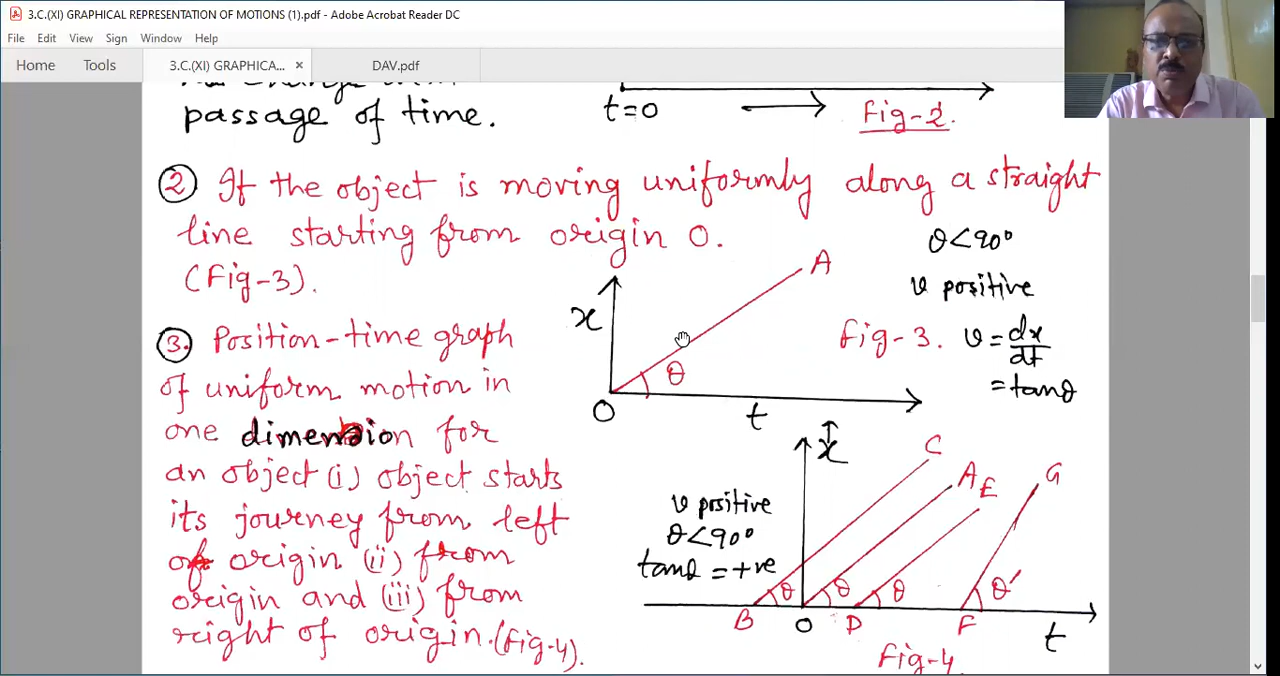 3.C.(XI) GRAPHICAL REPRESENTATION OF MOTIONS (1).pdf - Adobe Acrobat Reader DC
File Edit View Sign Window Help
Home Tools 3.C.(XI) GRAPHICA... × DAV.pdf
passage of time.
t=0
Fig-2.
② If the object is moving uniformly along a straight
line starting from origin O.
(Fig-3).
θ<90°
v positive
A
x
θ
O
t
Fig-3.
v = dx/dt
= tanθ
③. Position-time graph
of uniform motion in
one dimension for
an object (i) object starts
its journey from left
of origin (ii) from
origin and (iii) from
right of origin. (Fig-4).
v positive
θ<90°
tanθ = +ve
x
C
A E
G
θ θ θ θ'
B O D F
t
Fig-4